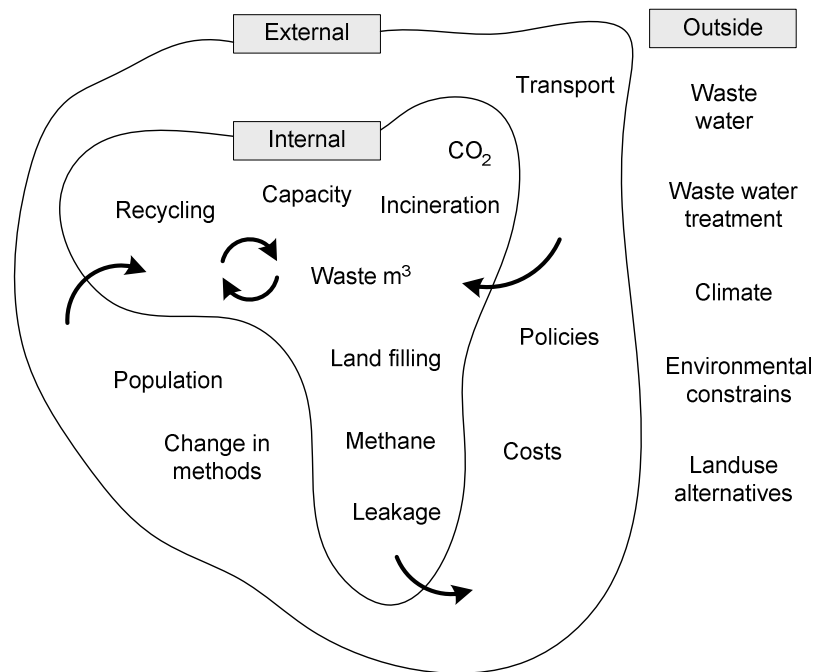 External
Outside
Transport
Waste
water
Internal
CO₂
Capacity
Incineration
Recycling
Waste water
treatment
Waste m³
Climate
Policies
Land filling
Population
Environmental
constrains
Change in
methods
Methane
Costs
Landuse
alternatives
Leakage